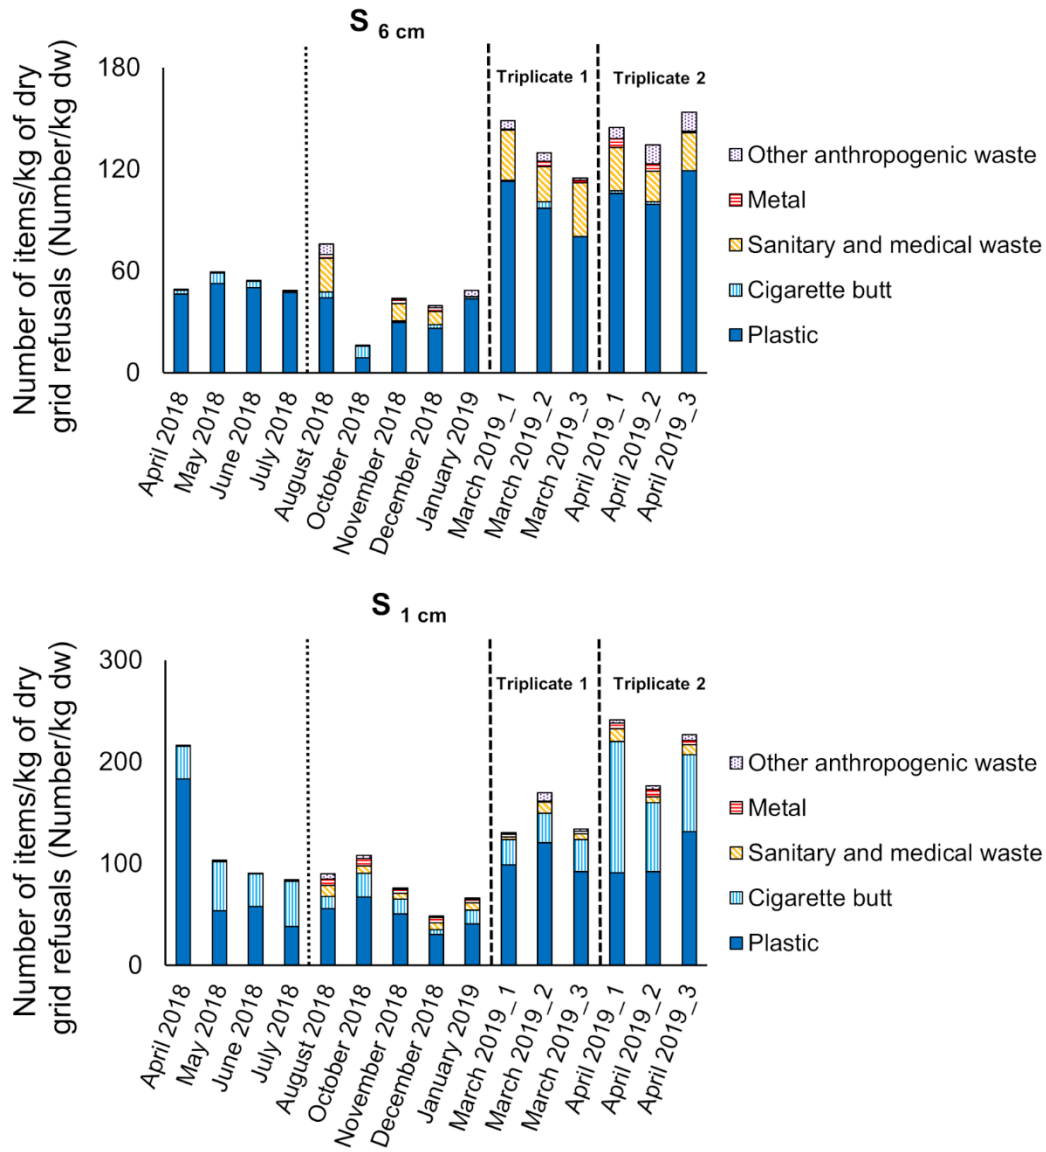 S 6 cm
Number of items/kg of dry
grid refusals (Number/kg dw)
180
120
60
0
Triplicate 1
Triplicate 2
Other anthropogenic waste
Metal
Sanitary and medical waste
Cigarette butt
Plastic
April 2018
May 2018
June 2018
July 2018
August 2018
October 2018
November 2018
December 2018
January 2019
March 2019_1
March 2019_2
March 2019_3
April 2019_1
April 2019_2
April 2019_3
S 1 cm
Number of items/kg of dry
grid refusals (Number/kg dw)
300
200
100
0
Triplicate 1
Triplicate 2
Other anthropogenic waste
Metal
Sanitary and medical waste
Cigarette butt
Plastic
April 2018
May 2018
June 2018
July 2018
August 2018
October 2018
November 2018
December 2018
January 2019
March 2019_1
March 2019_2
March 2019_3
April 2019_1
April 2019_2
April 2019_3